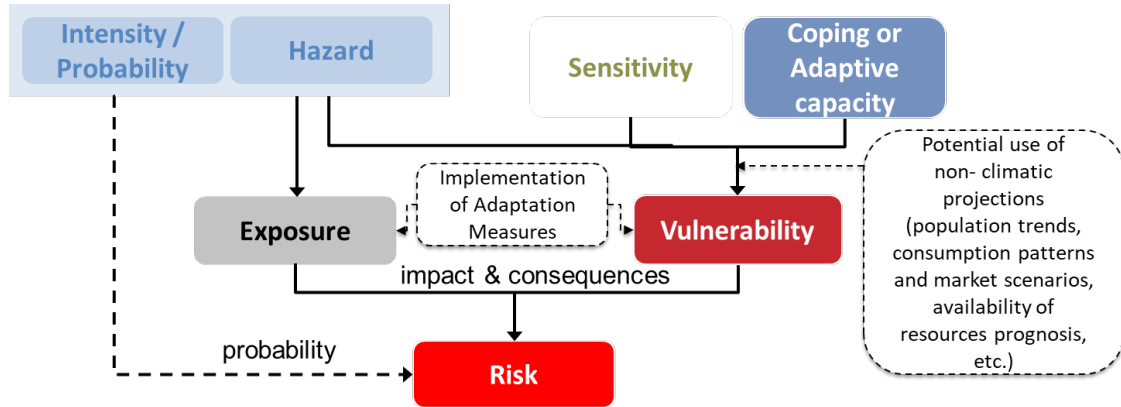 Intensity /
Probability
Hazard
Sensitivity
Coping or
Adaptive
capacity
Potential use of
non- climatic
projections
(population trends,
consumption patterns
and market scenarios,
availability of
resources prognosis,
etc.)
Implementation
of Adaptation
Measures
Exposure
Vulnerability
impact & consequences
probability
Risk